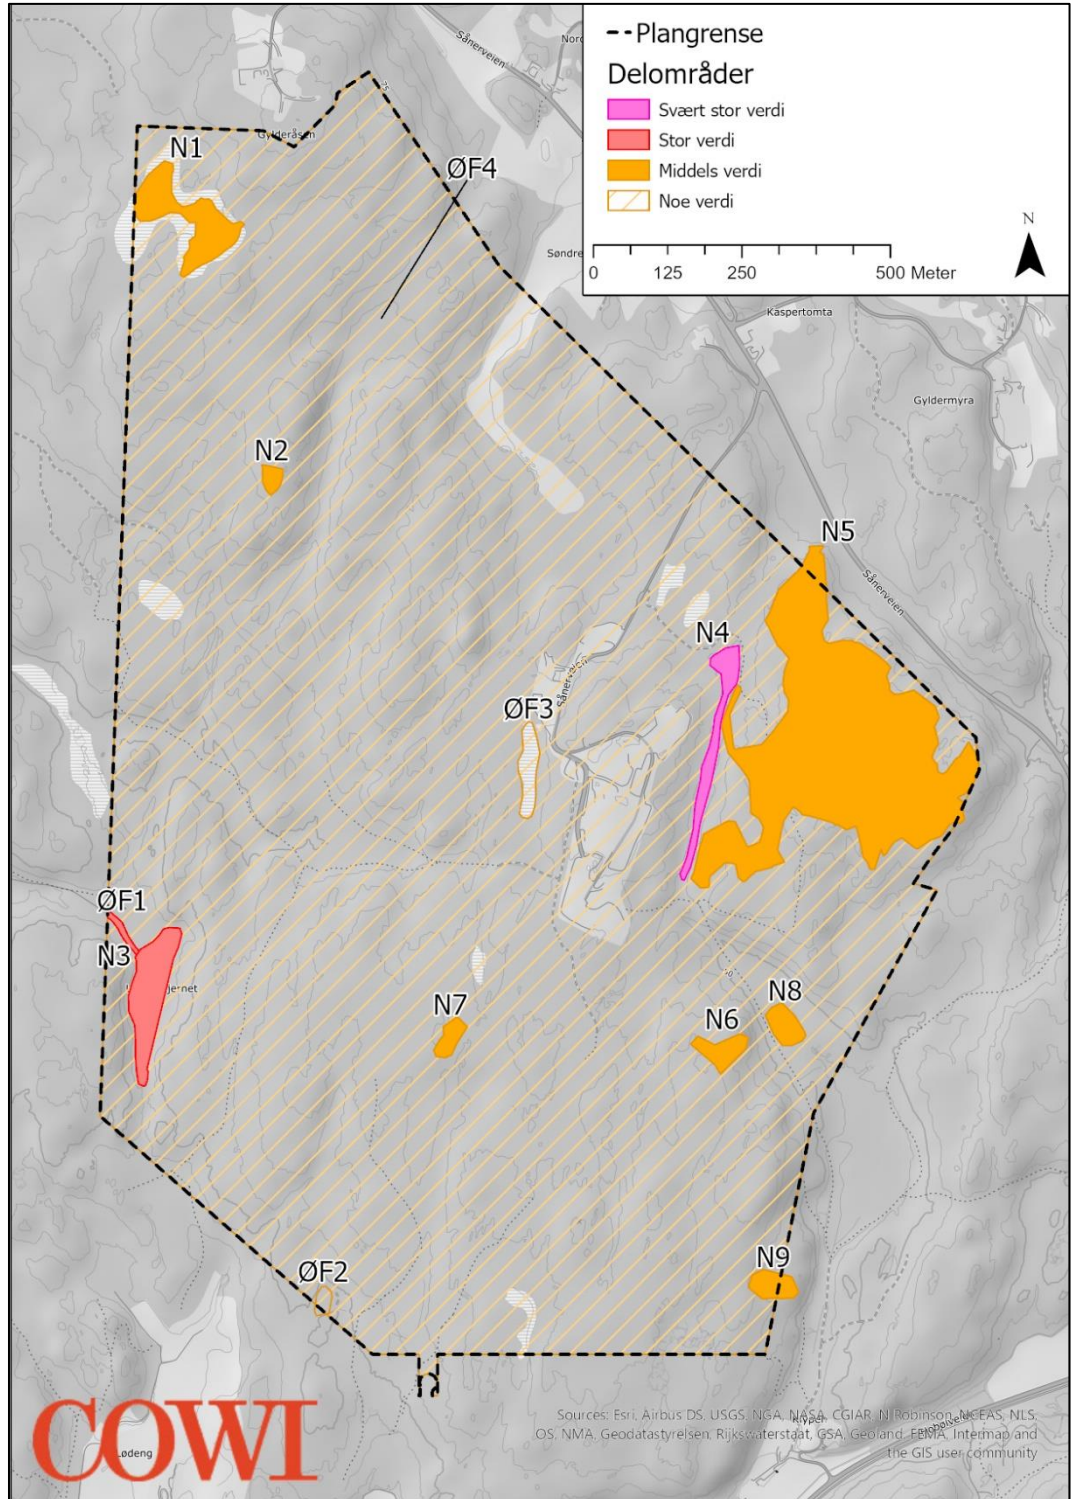 Plangrense
Delområder
Svært stor verdi
Stor verdi
Middels verdi
Noe verdi
0 125 250 500 Meter
N
Sånerveien
Gylderåsen
N1
ØF4
Søndre
Kaspertomta
Gyldermyra
N2
N5
Sånerveien
N4
Sånerveien
ØF3
ØF1
N3
jernet
N7
N6
N8
ØF2
N9
COWI
Lødeng
Sources: Esri, Airbus DS, USGS, NGA, NASA, CGIAR, N Robinson, NCEAS, NLS,
OS, NMA, Geodatastyrelsen, Rijkswaterstaat, GSA, Geoland, FEMA, Intermap and
the GIS user community